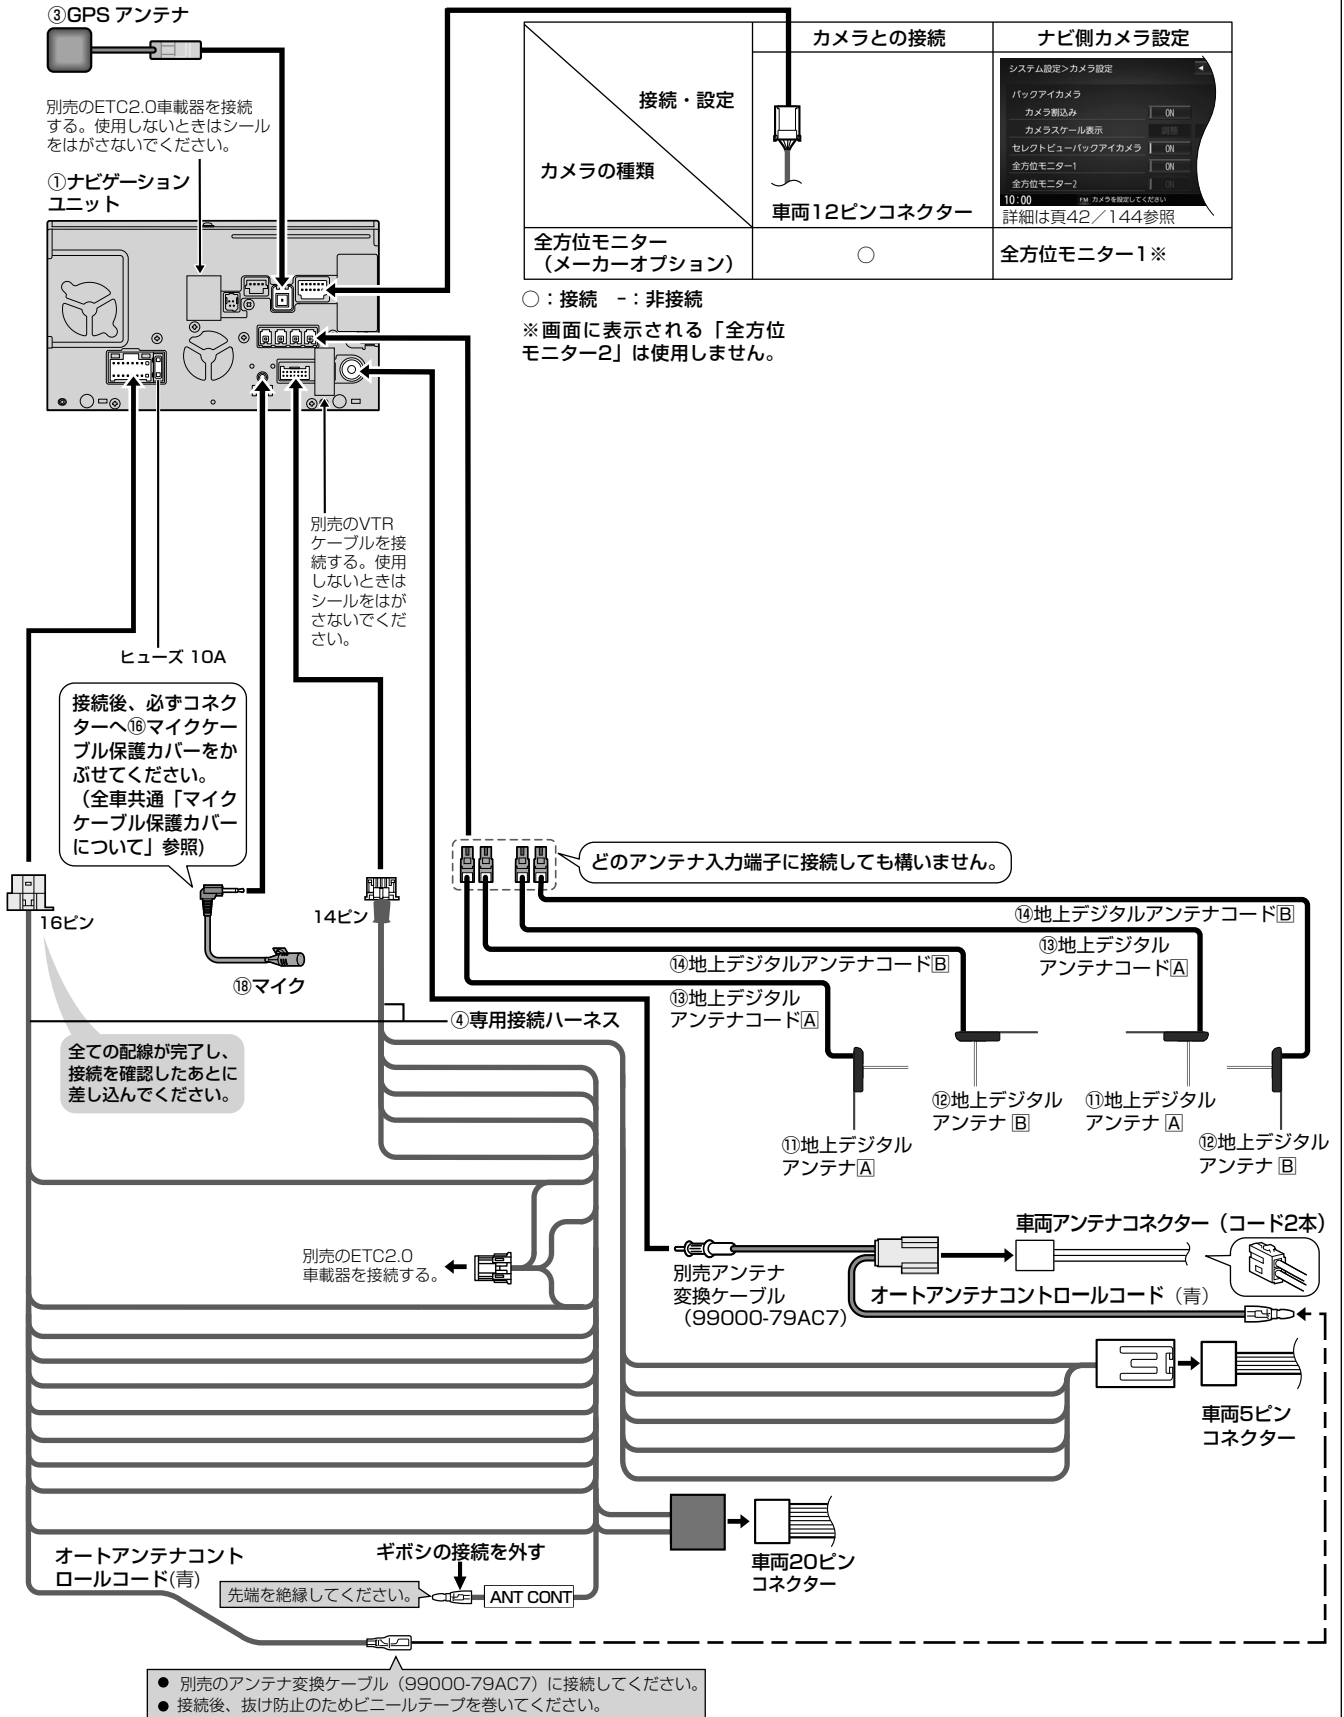 ③GPS アンテナ
別売のETC2.0車載器を接続
する。使用しないときはシール
をはがさないでください。
①ナビゲーション
ユニット
カメラとの接続
ナビ側カメラ設定
接続・設定
カメラの種類
車両12ピンコネクター
システム設定>カメラ設定
バックアイカメラ
カメラ割込み
ON
カメラスケール表示
調整
セレクトビューバックアイカメラ
ON
全方位モニター1
ON
全方位モニター2
ON
10:00
FM カメラを設定してください
詳細は頁42/144参照
全方位モニター
(メーカーオプション)
○
全方位モニター1※
○:接続 -:非接続
※画面に表示される「全方位
モニター2」は使用しません。
別売のVTR
ケーブルを接
続する。使用
しないときは
シールをはが
さないでくだ
さい。
ヒューズ 10A
接続後、必ずコネク
ターへ⑯マイクケー
ブル保護カバーをか
ぶせてください。
(全車共通「マイク
ケーブル保護カバー
について」参照)
どのアンテナ入力端子に接続しても構いません。
16ピン
14ピン
⑱マイク
⑭地上デジタルアンテナコードB
⑬地上デジタル
アンテナコードA
⑭地上デジタルアンテナコードB
⑬地上デジタル
アンテナコードA
④専用接続ハーネス
全ての配線が完了し、
接続を確認したあとに
差し込んでください。
⑪地上デジタル
アンテナA
⑫地上デジタル
アンテナ B
⑪地上デジタル
アンテナ A
⑫地上デジタル
アンテナ B
別売のETC2.0
車載器を接続する。
車両アンテナコネクター(コード2本)
別売アンテナ
変換ケーブル
(99000-79AC7)
オートアンテナコントロールコード(青)
車両5ピン
コネクター
車両20ピン
コネクター
オートアンテナコント
ロールコード(青)
ギボシの接続を外す
先端を絶縁してください。
ANT CONT
● 別売のアンテナ変換ケーブル(99000-79AC7)に接続してください。
● 接続後、抜け防止のためビニールテープを巻いてください。